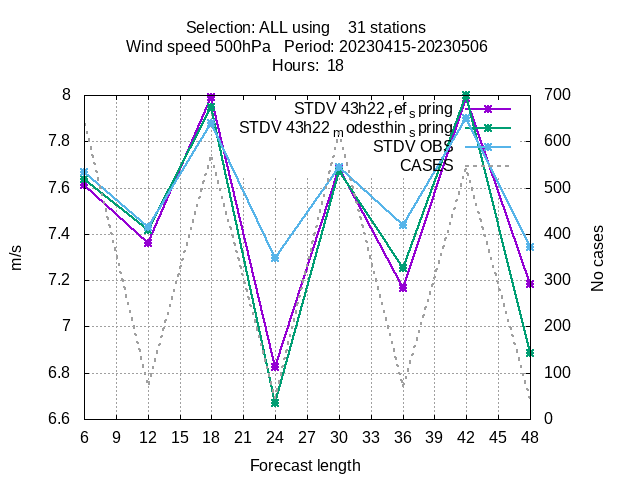 Selection: ALL using    31 stations
Wind speed 500hPa   Period: 20230415-20230506
Hours:  18
STDV 43h22_ref_spring
STDV 43h22_modesthin_spring
STDV OBS
CASES
8
7.8
7.6
7.4
7.2
7
6.8
6.6
700
600
500
400
300
200
100
0
m/s
No cases
6 9 12 15 18 21 24 27 30 33 36 39 42 45 48
Forecast length